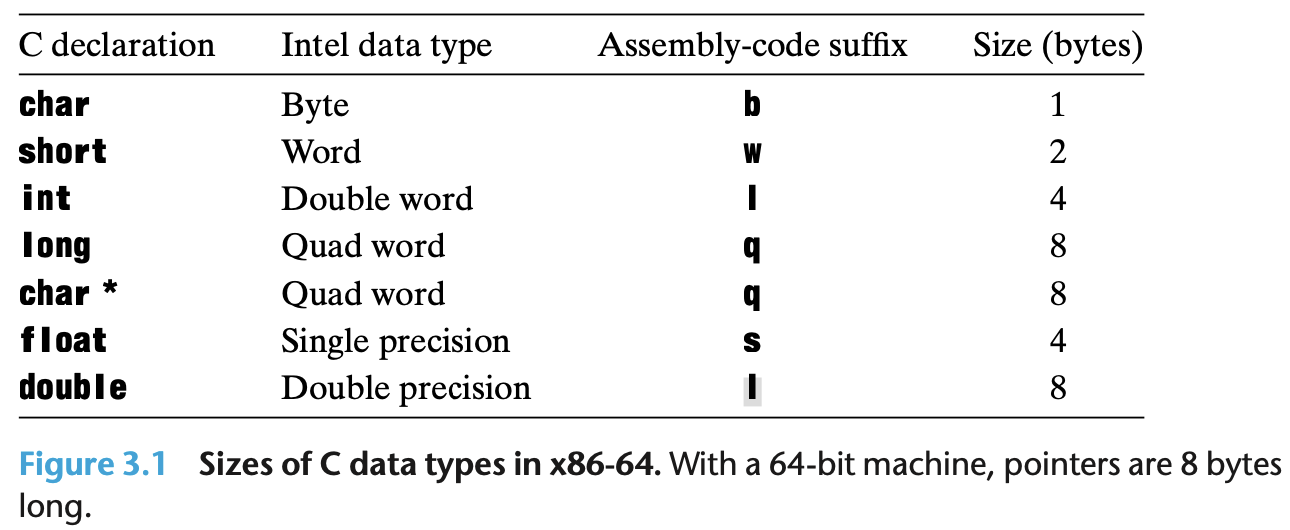 C declaration Intel data type Assembly-code suffix Size (bytes)
char Byte b 1
short Word w 2
int Double word l 4
long Quad word q 8
char * Quad word q 8
float Single precision s 4
double Double precision l 8
Figure 3.1 Sizes of C data types in x86-64. With a 64-bit machine, pointers are 8 bytes
long.